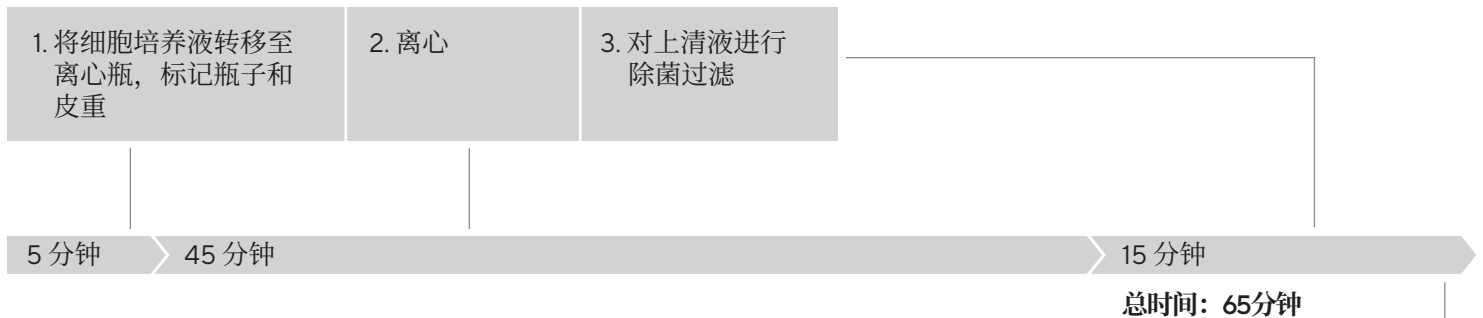 1. 将细胞培养液转移至
离心瓶，标记瓶子和
皮重
2. 离心
3. 对上清液进行
除菌过滤
5 分钟
45 分钟
15 分钟
总时间：65分钟